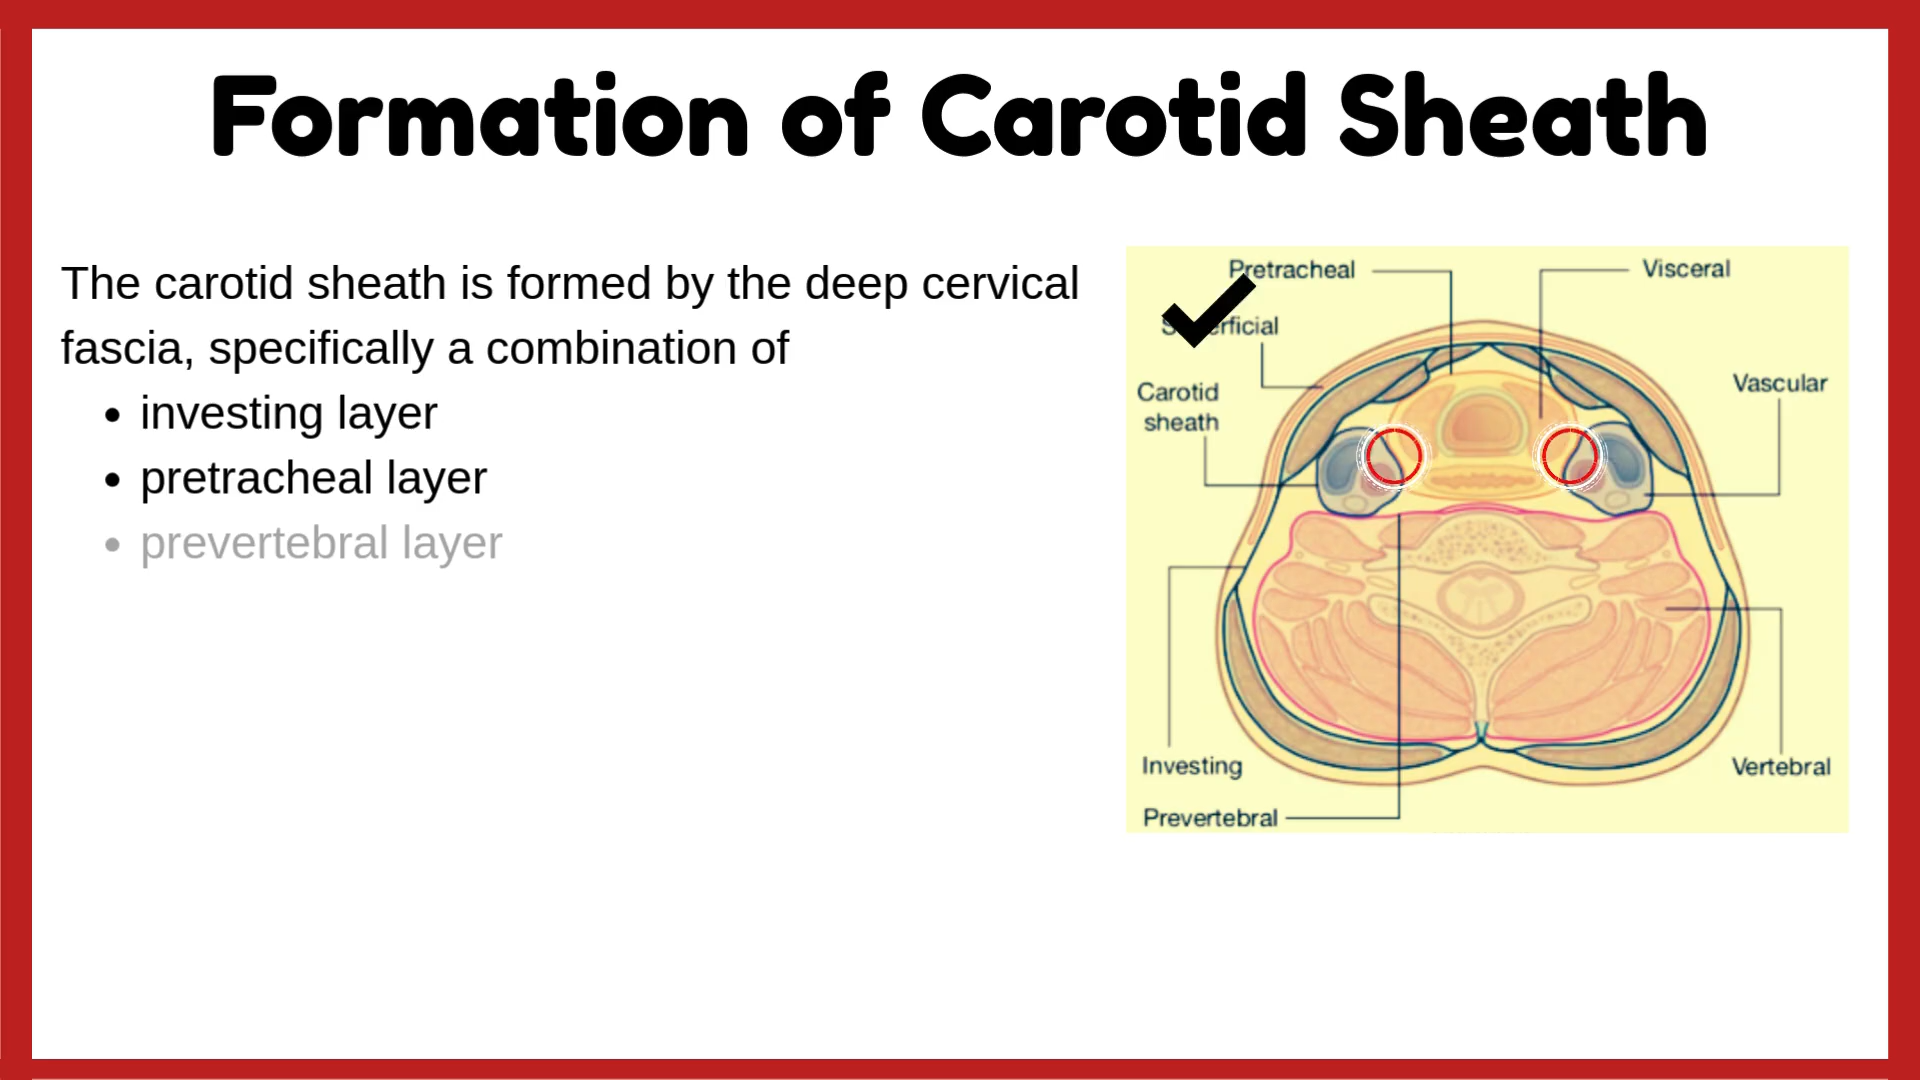 Formation of Carotid Sheath
The carotid sheath is formed by the deep cervical
fascia, specifically a combination of
• investing layer
• pretracheal layer
• prevertebral layer
Pretracheal
Visceral
Carotid
sheath
Vascular
Investing
Vertebral
Prevertebral